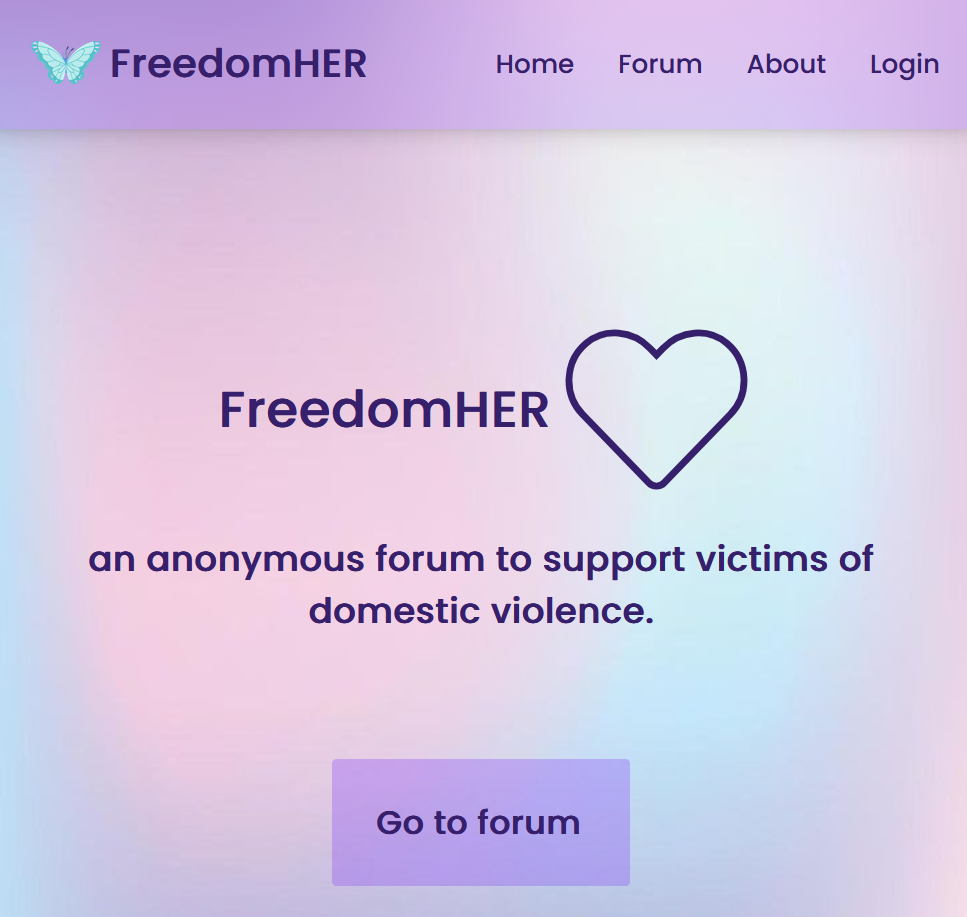 FreedomHER
Home Forum About Login
FreedomHER
an anonymous forum to support victims of
domestic violence.
Go to forum